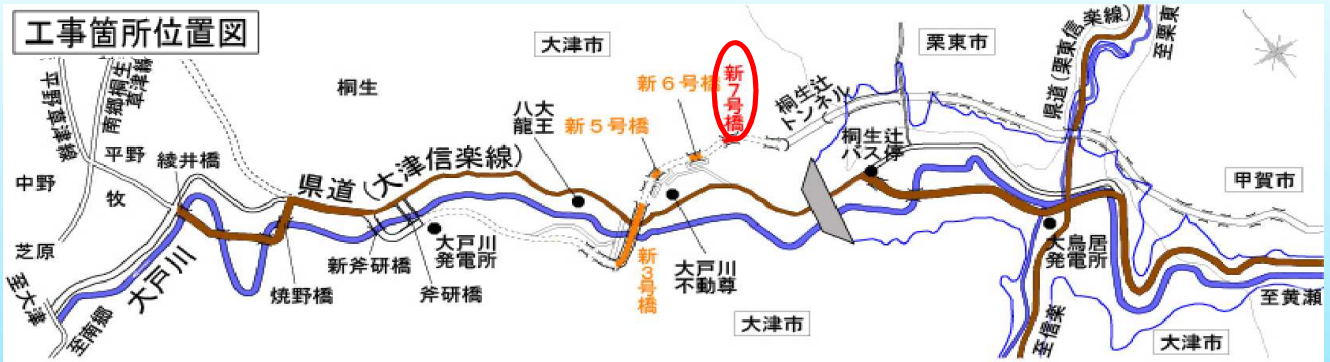 工事箇所位置図
大津市
栗東市
県道(栗東信楽線)
至栗東
平野草津線
南郷桐生草津線
桐生
八大
龍王
新5号橋
新6号橋
新7号橋
桐生辻
トンネル
桐生辻
バス停
中野
平野
牧
綾井橋
県道(大津信楽線)
甲賀市
芝原
大戸川
新斧研橋
大戸川
発電所
新3号橋
大戸川
不動尊
大鳥居
発電所
至大津
至南郷
焼野橋
斧研橋
大津市
至信楽
大津市
至黄瀬